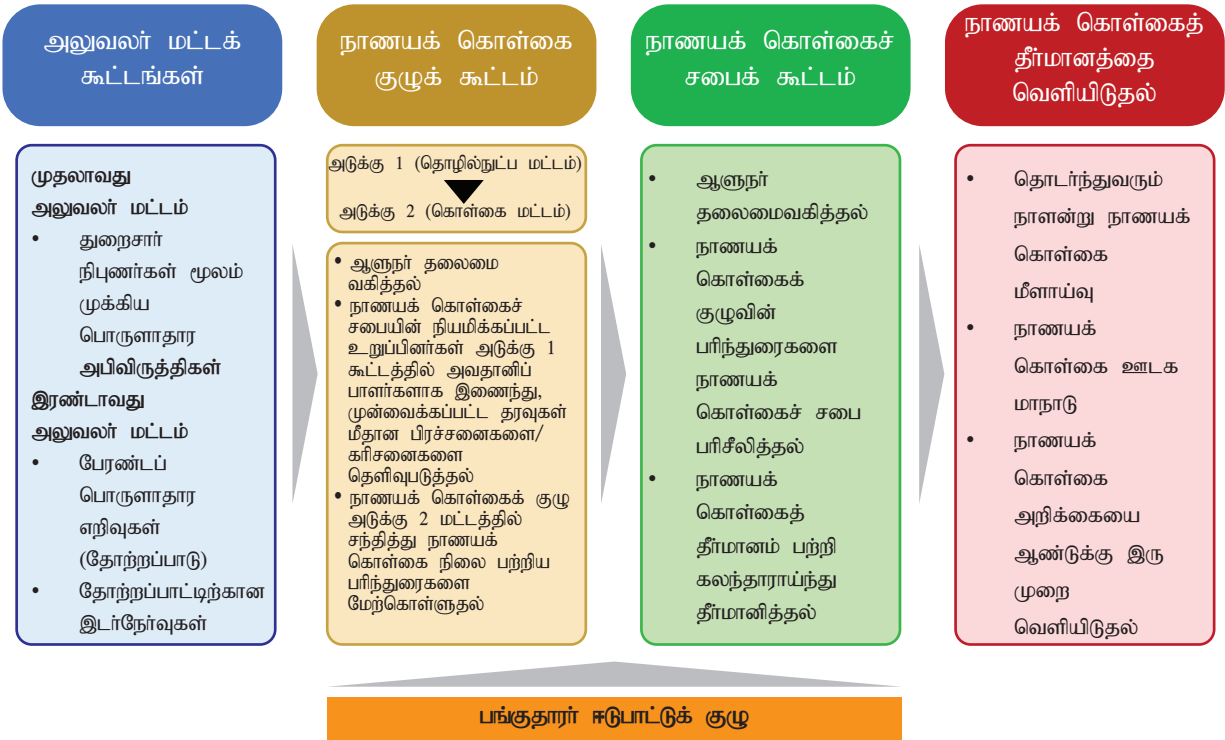 அலுவலர் மட்டக்
கூட்டங்கள்
முதலாவது
அலுவலர் மட்டம்
• துறைசார்
நிபுணர்கள் மூலம்
முக்கிய
பொருளாதார
அபிவிருத்திகள்
இரண்டாவது
அலுவலர் மட்டம்
• பேரண்டப்
பொருளாதார
எறிவுகள்
(தோற்றப்பாடு)
• தோற்றப்பாட்டிற்கான
இடர்நேர்வுகள்
நாணயக் கொள்கை
குழுக் கூட்டம்
அடுக்கு 1 (தொழில்நுட்ப மட்டம்)
அடுக்கு 2 (கொள்கை மட்டம்)
• ஆளுநர் தலைமை
வகித்தல்
• நாணயக் கொள்கைச்
சபையின் நியமிக்கப்பட்ட
உறுப்பினர்கள் அடுக்கு 1
கூட்டத்தில் அவதானிப்
பாளர்களாக இணைந்து,
முன்வைக்கப்பட்ட தரவுகள்
மீதான பிரச்சனைகளை/
கரிசனைகளை
தெளிவுபடுத்தல்
• நாணயக் கொள்கைக் குழு
அடுக்கு 2 மட்டத்தில்
சந்தித்து நாணயக்
கொள்கை நிலை பற்றிய
பரிந்துரைகளை
மேற்கொள்ளுதல்
நாணயக் கொள்கைச்
சபைக் கூட்டம்
• ஆளுநர்
தலைமைவகித்தல்
• நாணயக்
கொள்கைக்
குழுவின்
பரிந்துரைகளை
நாணயக்
கொள்கைச் சபை
பரிசீலித்தல்
• நாணயக்
கொள்கைத்
தீர்மானம் பற்றி
கலந்தாராய்ந்து
தீர்மானித்தல்
நாணயக் கொள்கைத்
தீர்மானத்தை
வெளியிடுதல்
• தொடர்ந்துவரும்
நாளன்று நாணயக்
கொள்கை
மீளாய்வு
• நாணயக்
கொள்கை ஊடக
மாநாடு
• நாணயக்
கொள்கை
அறிக்கையை
ஆண்டுக்கு இரு
முறை
வெளியிடுதல்
பங்குதாரர் ஈடுபாட்டுக் குழு